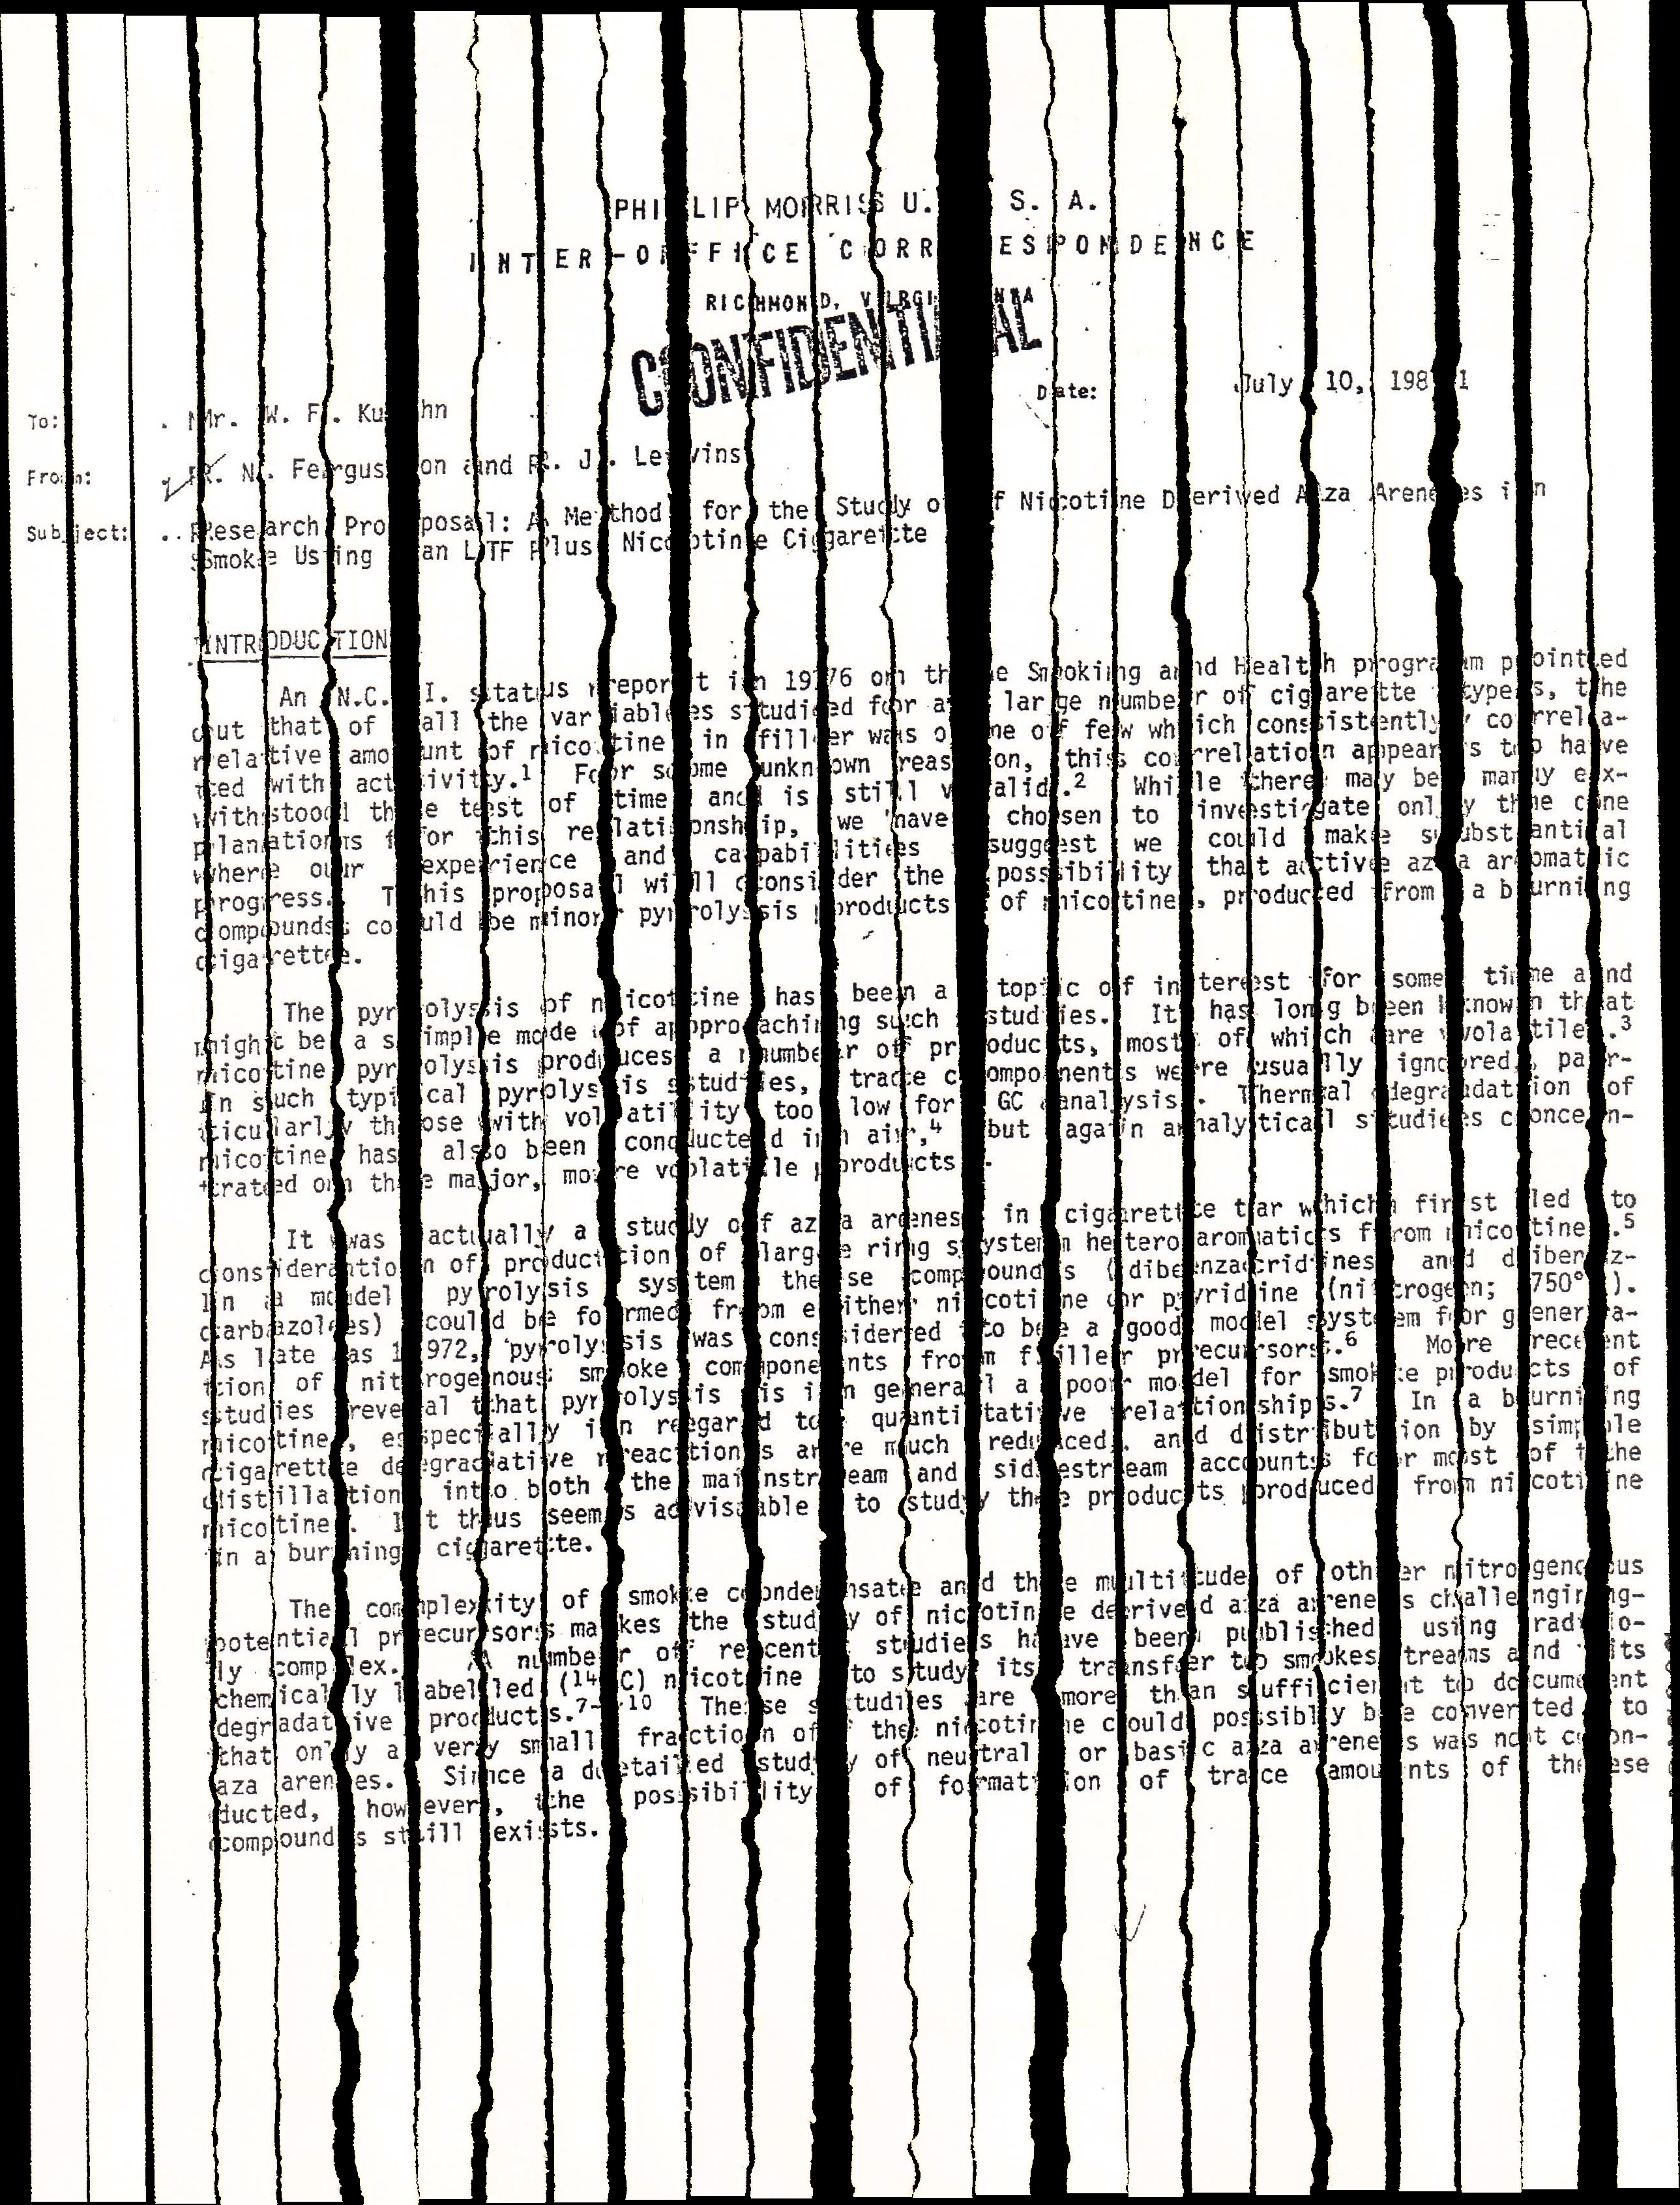 PHILLIP MORRIS U. S. A.
INTER-OFFICE CORRESPONDENCE
RICHMOND, VIRGINIA
CONFIDENTIAL
To: . Mr. W. F. Kuhn Date: July 10, 1981
From: R. N. Ferguson and R. J. Levins
Subject: .. Research Proposal: A Method for the Study of Nicotine Derived Aza Arenes in
Smoke Using an LTF Plus Nicotine Cigarette
INTRODUCTION
An N.C.I. status report in 1976 on the Smoking and Health program pointed
out that of all the variables studied for a large number of cigarette types, the
relative amount of nicotine in filler was one of few which consistently correla-
ted with activity.1 For some unknown reason, this correlation appears to have
withstood the test of time and is still valid.2 While there may be many ex-
planations for this relationship, we have chosen to investigate only the one
where our experience and capabilities suggest we could make substantial
progress. This proposal will consider the possibility that active aza aromatic
compounds could be minor pyrolysis products of nicotine, produced from a burning
cigarette.
The pyrolysis of nicotine has been a topic of interest for some time and
might be a simple mode of approaching such studies. It has long been known that
nicotine pyrolysis produces a number of products, most of which are volatile.3
In such typical pyrolysis studies, trace components were usually ignored, par-
ticularly those with volatility too low for GC analysis. Thermal degradation of
nicotine has also been conducted in air,4 but again analytical studies concen-
trated on the major, more volatile products.
It was actually a study of aza arenes in cigarette tar which first led to
consideration of production of large ring system heteroaromatics from nicotine.5
In a model pyrolysis system these compounds (dibenzacridines and dibenz-
carbazoles) could be formed from either nicotine or pyridine (nitrogen; 750°).
As late as 1972, pyrolysis was considered to be a good model system for genera-
tion of nitrogenous smoke components from filler precursors.6 More recent
studies reveal that pyrolysis is in general a poor model for smoke products of
nicotine, especially in regard to quantitative relationships.7 In a burning
cigarette degradative reactions are much reduced, and distribution by simple
distillation into both the mainstream and sidestream accounts for most of the
nicotine. It thus seems advisable to study the products produced from nicotine
in a burning cigarette.
The complexity of smoke condensate and the multitude of other nitrogenous
potential precursors makes the study of nicotine derived aza arenes challenging-
ly complex. A number of recent studies have been published using radio-
chemically labelled (14C) nicotine to study its transfer to smoke streams and its
degradative products.7-10 These studies are more than sufficient to document
that only a very small fraction of the nicotine could possibly be converted to
aza arenes. Since a detailed study of neutral or basic aza arenes was not con-
ducted, however, the possibility of formation of trace amounts of these
compounds still exists.